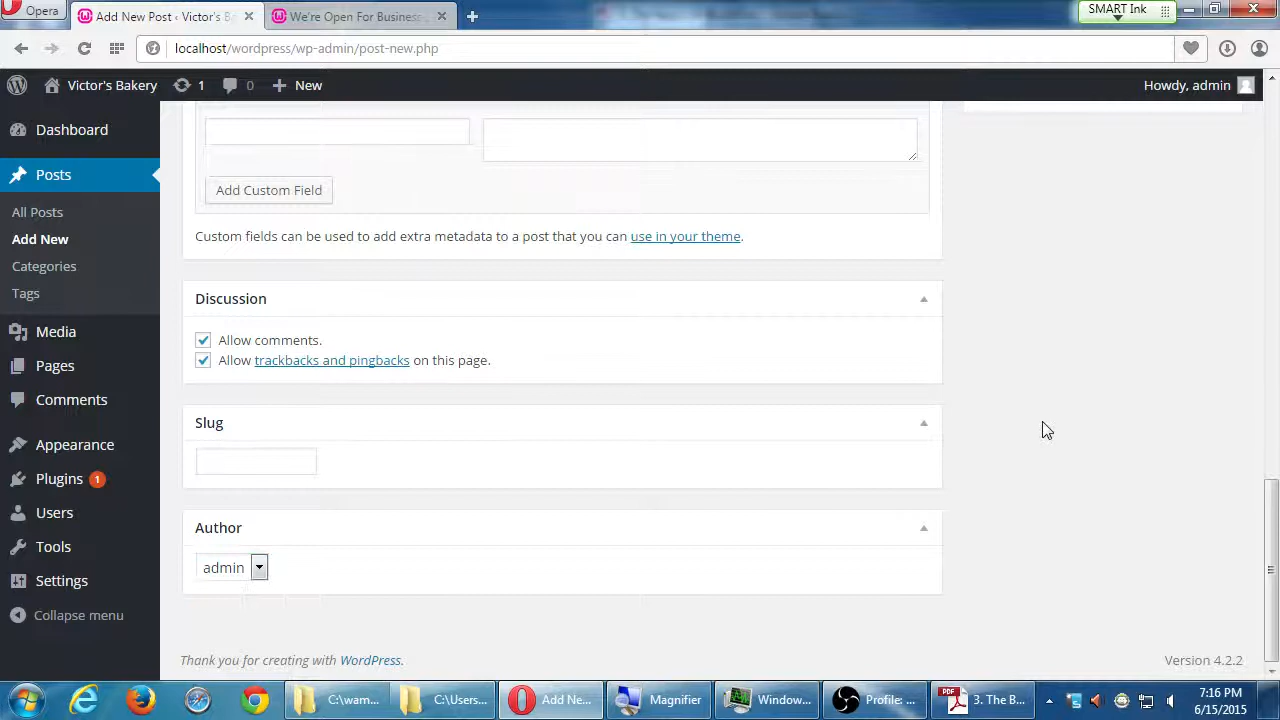 Opera
Add New Post ‹ Victor's B
We're Open For Business
SMART Ink
localhost/wordpress/wp-admin/post-new.php
Victor's Bakery
1
0
New
Howdy, admin
Dashboard
Posts
All Posts
Add New
Categories
Tags
Media
Pages
Comments
Appearance
Plugins 1
Users
Tools
Settings
Collapse menu
Add Custom Field
Custom fields can be used to add extra metadata to a post that you can use in your theme.
Discussion
Allow comments.
Allow trackbacks and pingbacks on this page.
Slug
Author
admin
Thank you for creating with WordPress.
Version 4.2.2
C:\wam...
C:\Users...
Add Ne...
Magnifier
Window...
Profile: ...
PDF
3. The B...
7:16 PM
6/15/2015